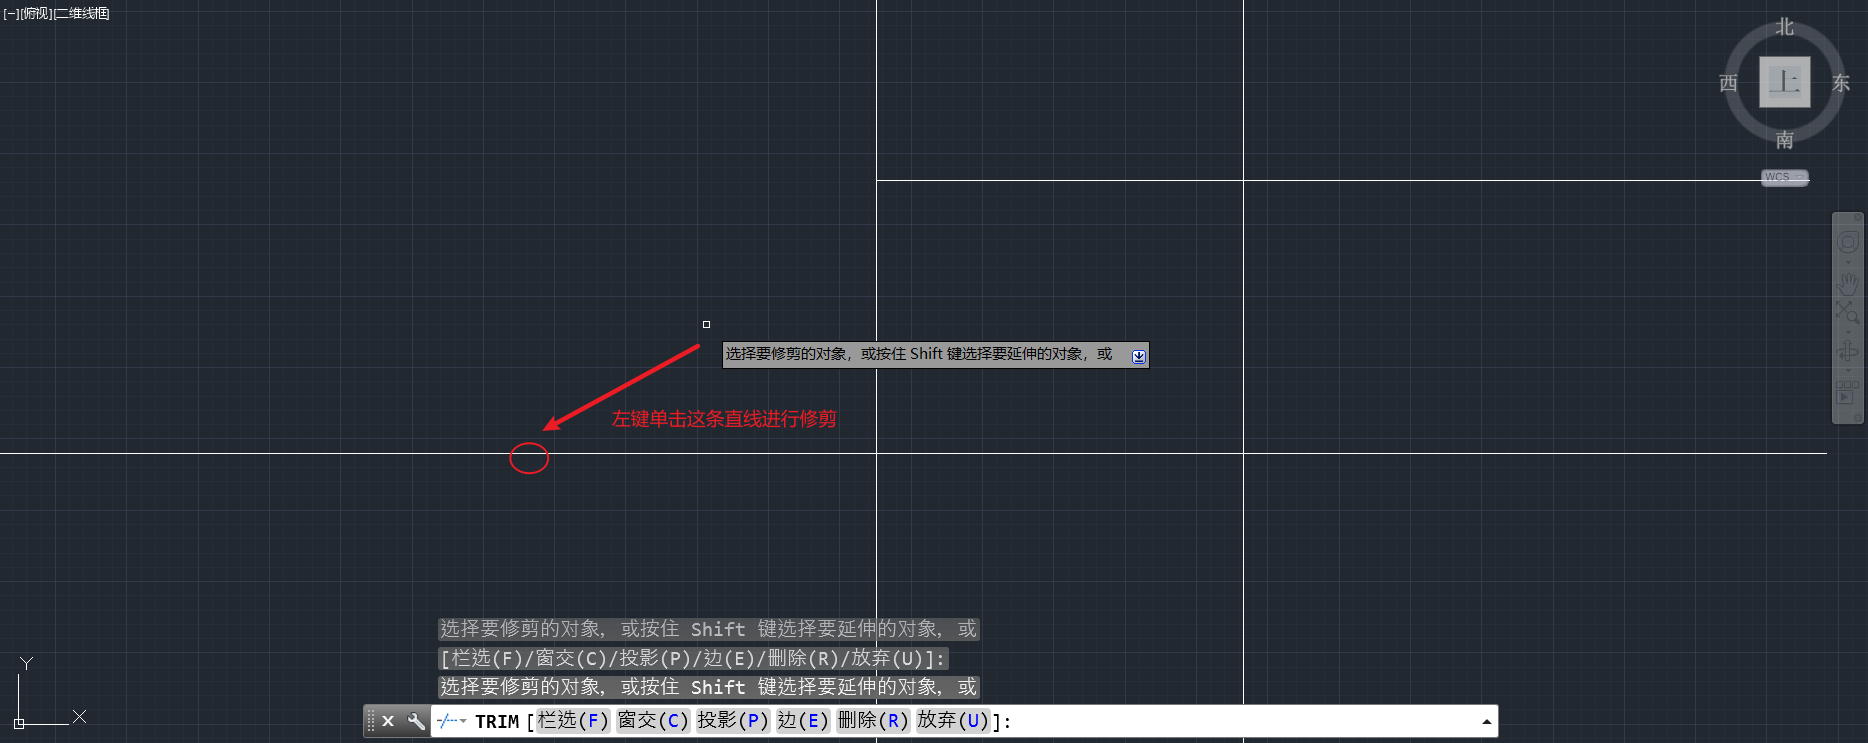 [−][俯视][二维线框]
北
西
上
东
南
WCS
选择要修剪的对象，或按住 Shift 键选择要延伸的对象，或
左键单击这条直线进行修剪
选择要修剪的对象，或按住 Shift 键选择要延伸的对象，或
[栏选(F)/窗交(C)/投影(P)/边(E)/删除(R)/放弃(U)]:
选择要修剪的对象，或按住 Shift 键选择要延伸的对象，或
Y
X
TRIM [栏选(F) 窗交(C) 投影(P) 边(E) 删除(R) 放弃(U)]: